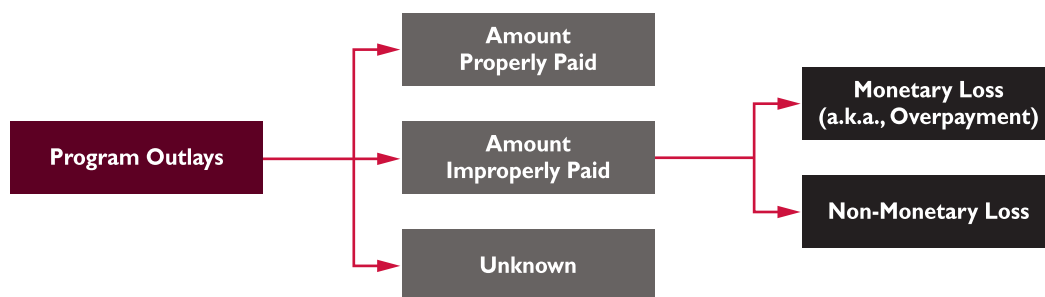 Program Outlays
Amount
Properly Paid
Amount
Improperly Paid
Unknown
Monetary Loss
(a.k.a., Overpayment)
Non-Monetary Loss